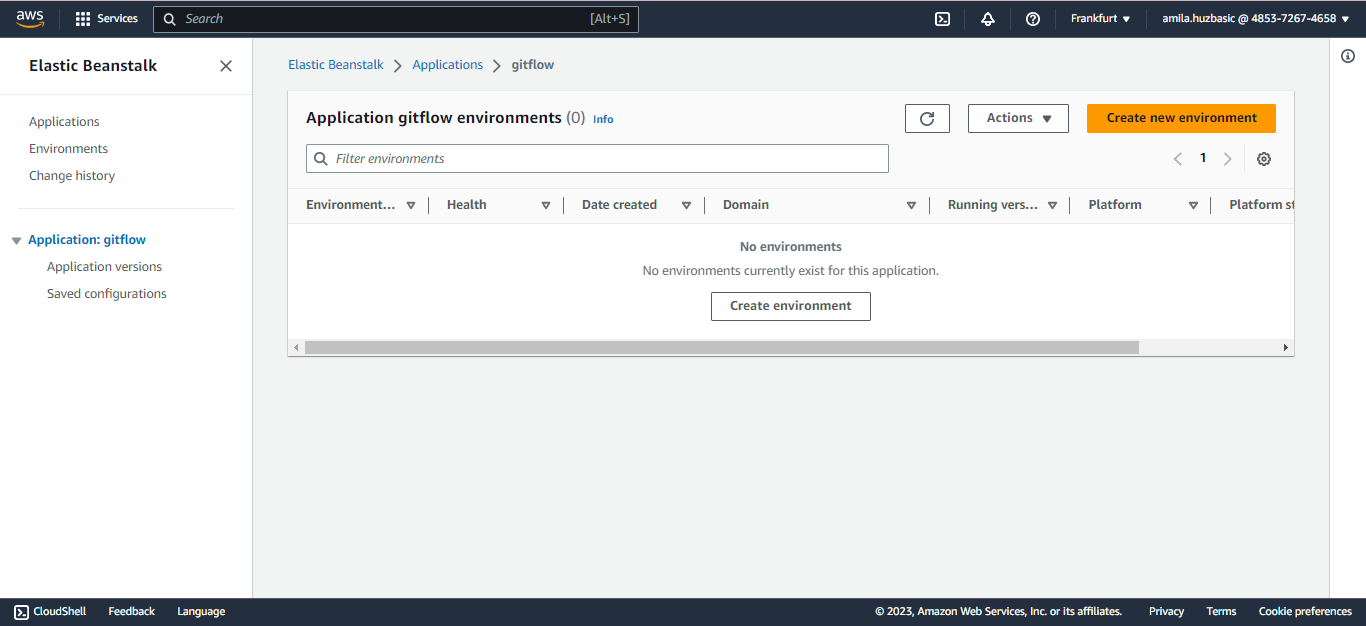 aws Services Search [Alt+S] Frankfurt amila.huzbasic @ 4853-7267-4658
Elastic Beanstalk
Applications
Environments
Change history
Application: gitflow
Application versions
Saved configurations
Elastic Beanstalk Applications gitflow
Application gitflow environments (0) Info Actions Create new environment
Filter environments 1
Environment... Health Date created Domain Running vers... Platform Platform st
No environments
No environments currently exist for this application.
Create environment
CloudShell Feedback Language © 2023, Amazon Web Services, Inc. or its affiliates. Privacy Terms Cookie preferences